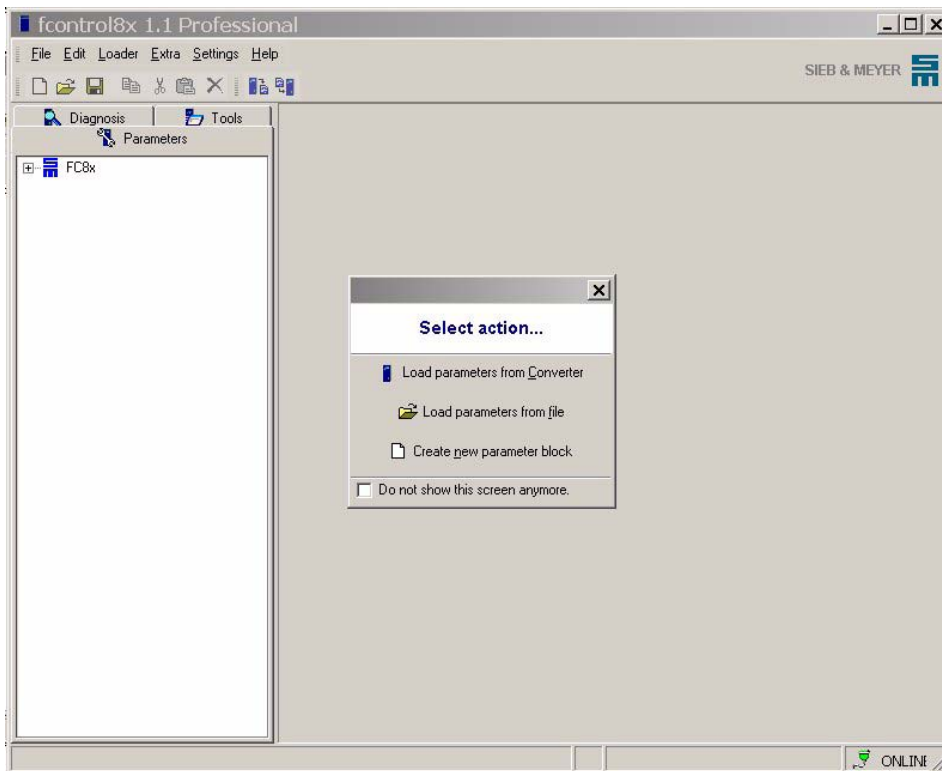 fcontrol8x 1.1 Professional
File Edit Loader Extra Settings Help
SIEB & MEYER
Diagnosis Tools
Parameters
FC8x
Select action...
Load parameters from Converter
Load parameters from file
Create new parameter block
Do not show this screen anymore.
ONLINE